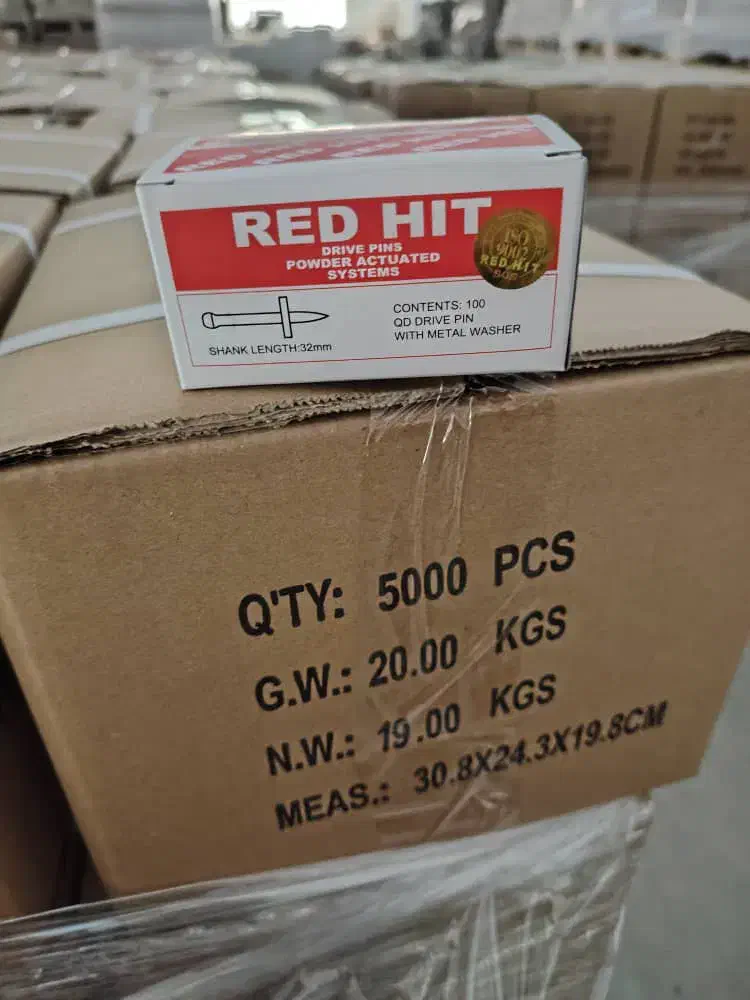 RED HIT
DRIVE PINS
POWDER ACTUATED
SYSTEMS
RED HIT
SHANK LENGTH:32mm
CONTENTS: 100
QD DRIVE PIN
WITH METAL WASHER
Q'TY: 5000 PCS
G.W.: 20.00 KGS
N.W.: 19.00 KGS
MEAS.: 30.8X24.3X19.8CM